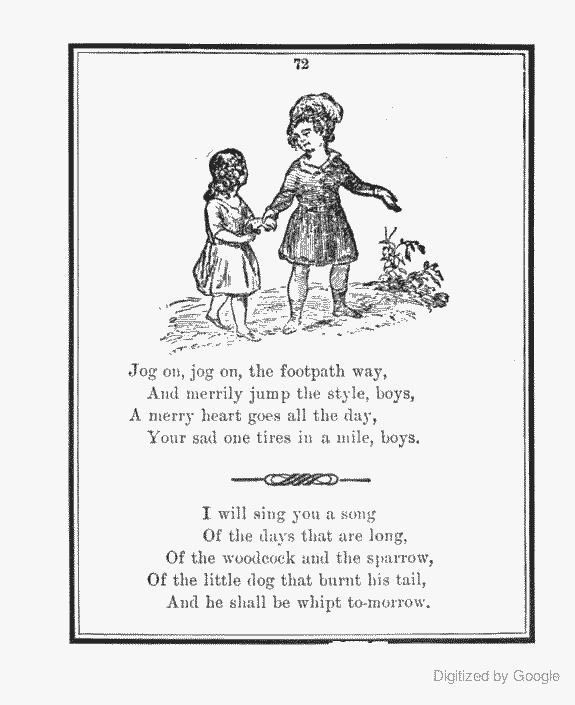 72
Jog on, jog on, the footpath way,
And merrily jump the style, boys,
A merry heart goes all the day,
Your sad one tires in a mile, boys.
I will sing you a song
Of the days that are long,
Of the woodcock and the sparrow,
Of the little dog that burnt his tail,
And he shall be whipt to-morrow.
Digitized by Google